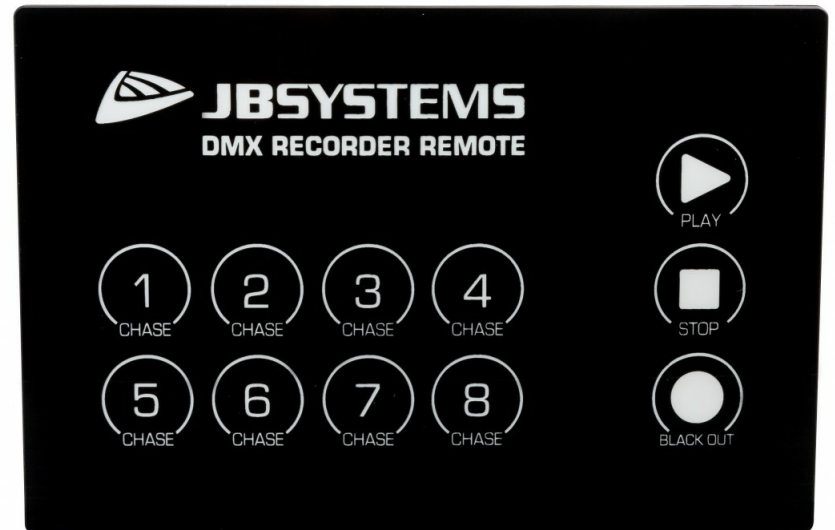 JBSYSTEMS
DMX RECORDER REMOTE
PLAY
1 2 3 4
CHASE CHASE CHASE CHASE
STOP
5 6 7 8
CHASE CHASE CHASE CHASE
BLACK OUT